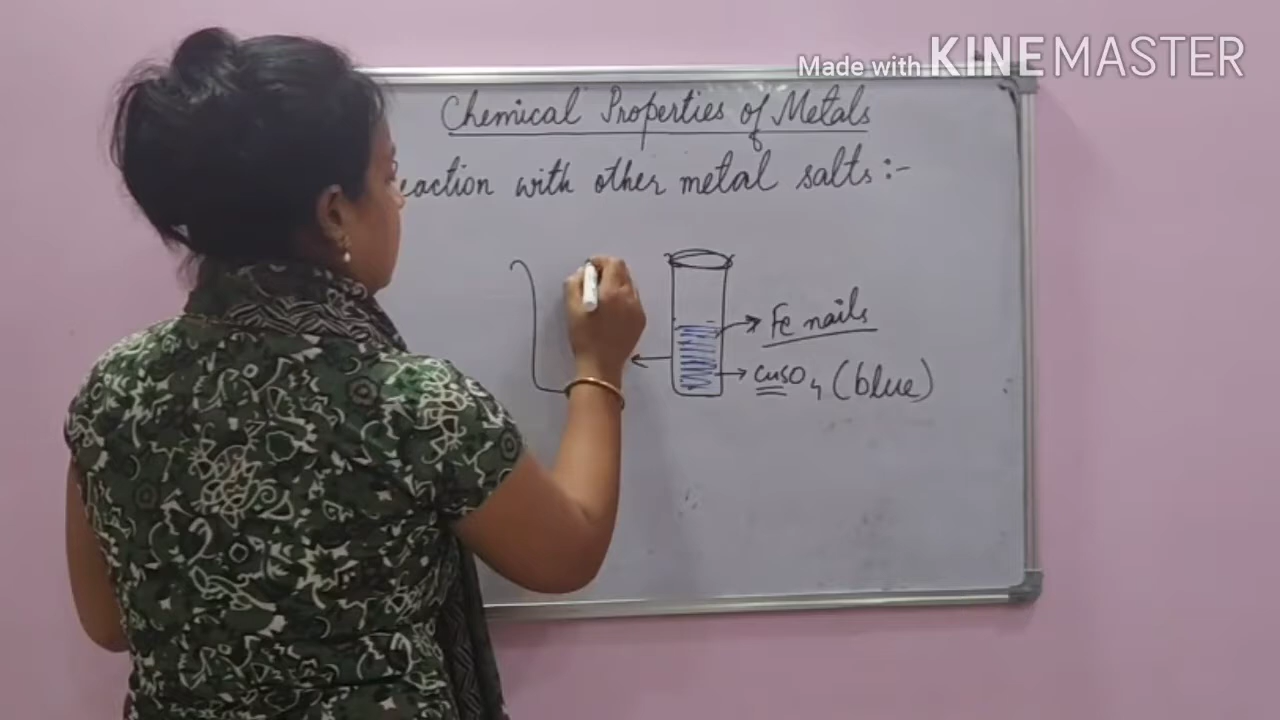 Made with KINEMASTER
Chemical Properties of Metals
eaction with other metal salts:-
Fe nails
CuSO4 (blue)